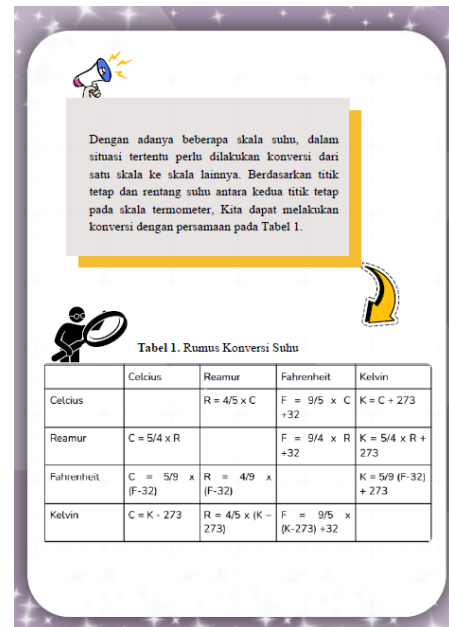 Dengan adanya beberapa skala suhu, dalam
situasi tertentu perlu dilakukan konversi dari
satu skala ke skala lainnya. Berdasarkan titik
tetap dan rentang suhu antara kedua titik tetap
pada skala termometer, Kita dapat melakukan
konversi dengan persamaan pada Tabel 1.
Tabel 1. Rumus Konversi Suhu
Celcius Reamur Fahrenheit Kelvin
Celcius R = 4/5 x C F = 9/5 x C K = C + 273
+32
Reamur C = 5/4 x R F = 9/4 x R K = 5/4 x R +
+32 273
Fahrenheit C = 5/9 x R = 4/9 x K = 5/9 (F-32)
(F-32) (F-32) + 273
Kelvin C = K - 273 R = 4/5 x (K – F = 9/5 x
273) (K-273) +32